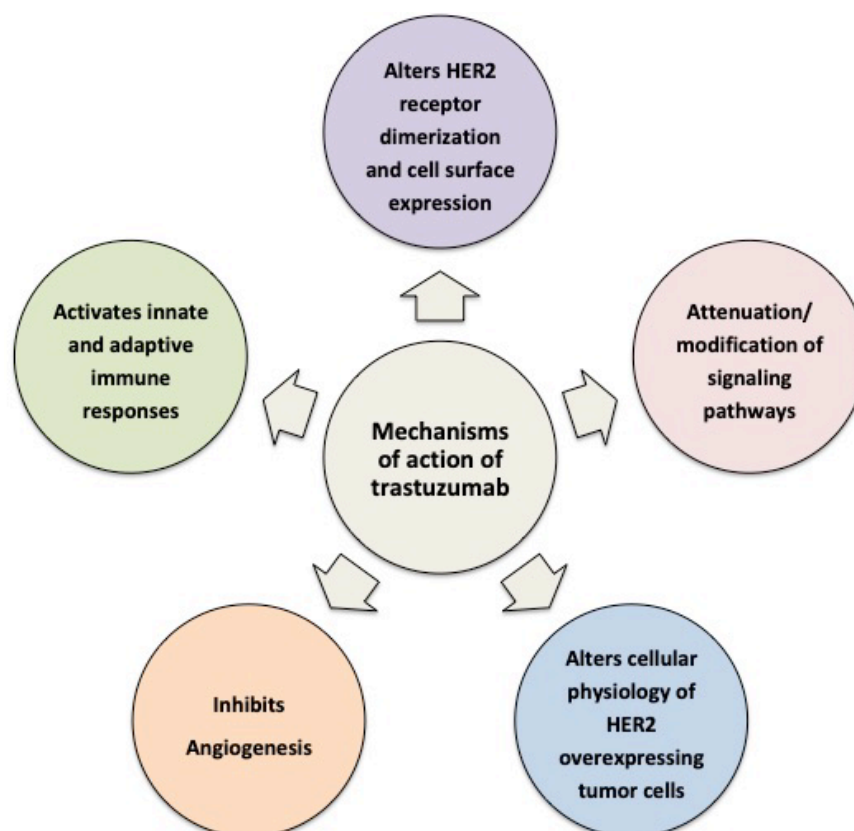 Alters HER2
receptor
dimerization
and cell surface
expression
Activates innate
and adaptive
immune
responses
Attenuation/
modification of
signaling
pathways
Mechanisms
of action of
trastuzumab
Inhibits
Angiogenesis
Alters cellular
physiology of
HER2
overexpressing
tumor cells